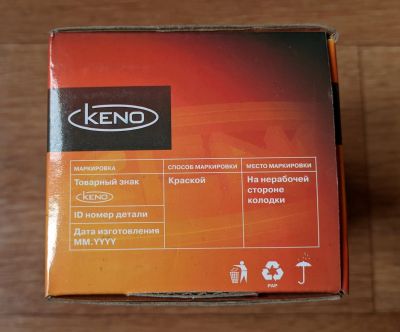 KENO
МАРКИРОВКА
СПОСОБ МАРКИРОВКИ
МЕСТО МАРКИРОВКИ
Товарный знак
KENO
Краской
На нерабочей
стороне
колодки
ID номер детали
Дата изготовления
MM.YYYY
PAP